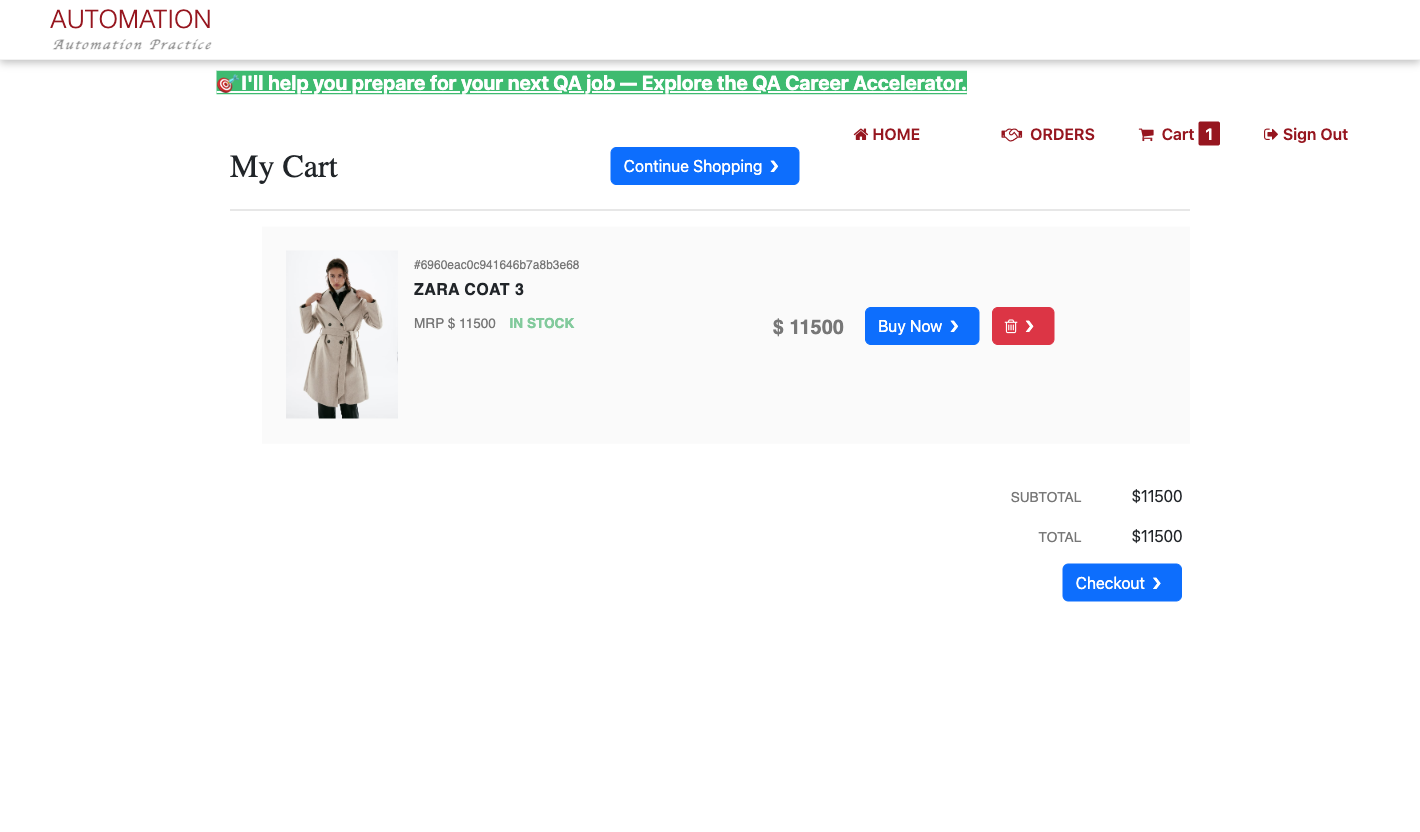 AUTOMATION
Automation Practice
🎯 I'll help you prepare for your next QA job — Explore the QA Career Accelerator.
HOME ORDERS Cart 1 Sign Out
My Cart
Continue Shopping ❯
#6960eac0c941646b7a8b3e68
ZARA COAT 3
MRP $ 11500 IN STOCK
$ 11500
Buy Now ❯
❯
SUBTOTAL $11500
TOTAL $11500
Checkout ❯